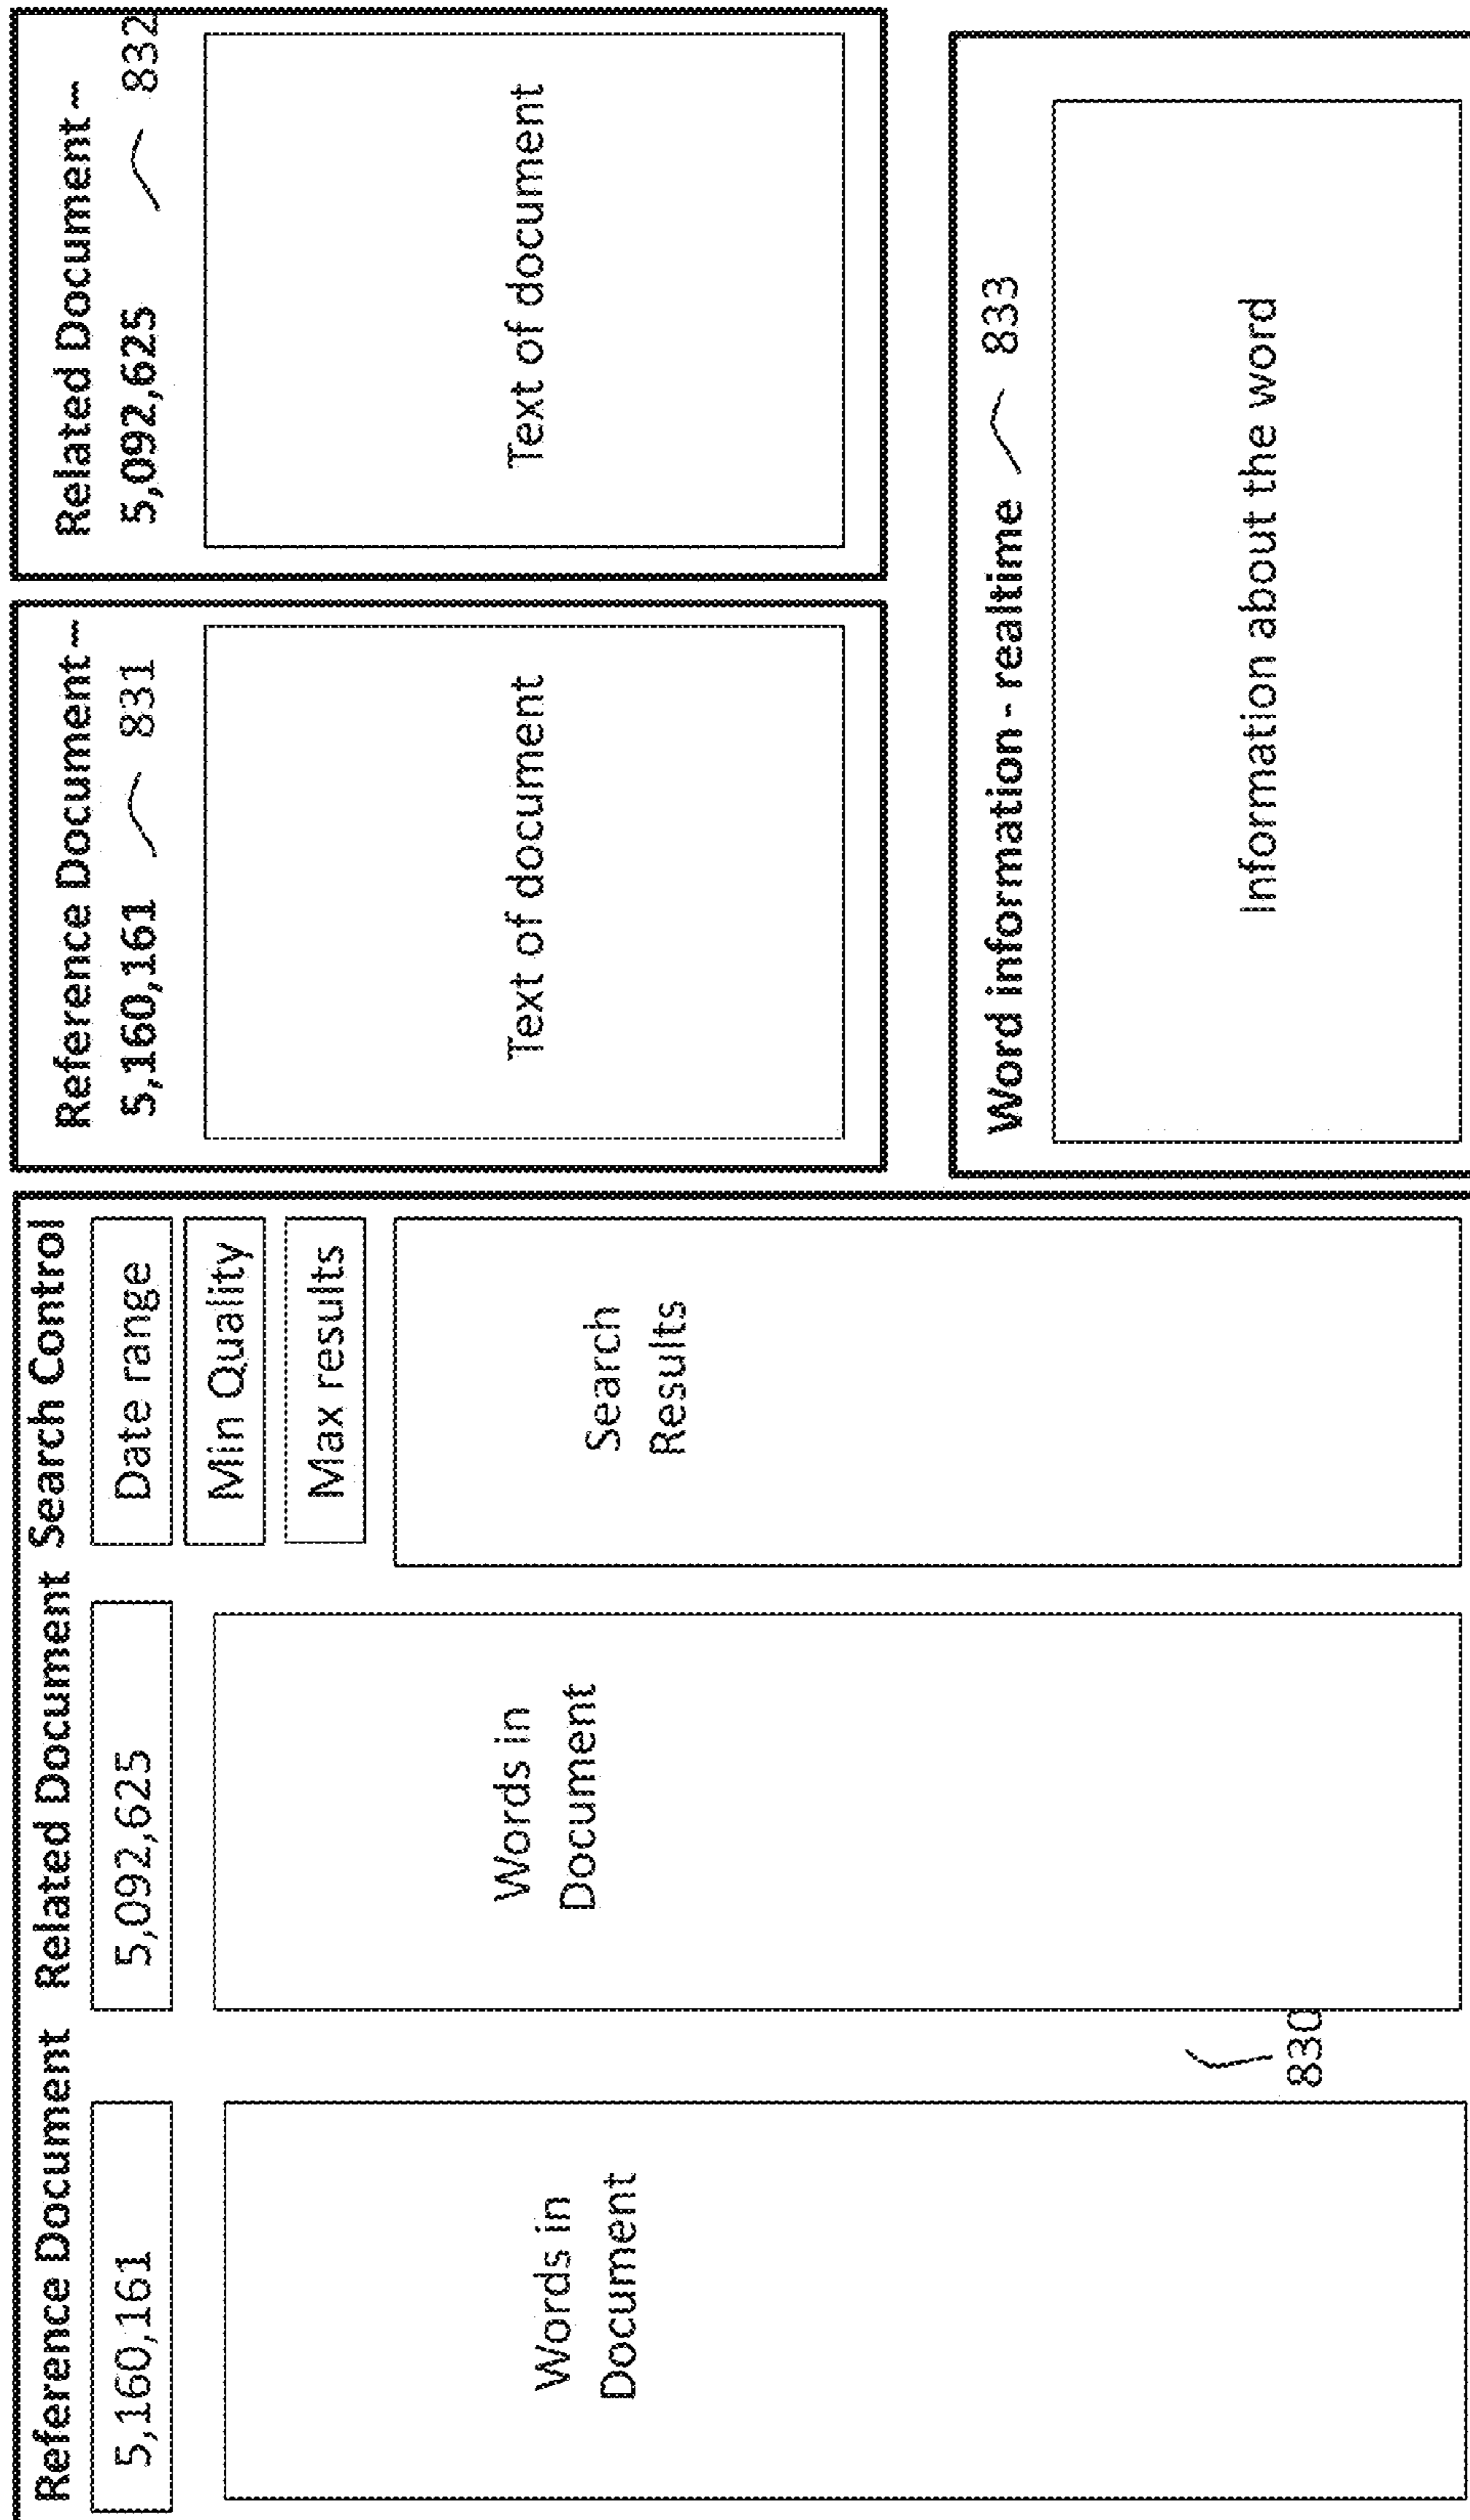 Reference Document
5,160,161
Words in
Document
830
Related Document
5,092,625
Words in
Document
Search Control
Date range
Min Quality
Max results
Search
Results
Reference Document –
5,160,161
831
Text of document
Related Document –
5,092,625
832
Text of document
Word information - realtime
833
Information about the word